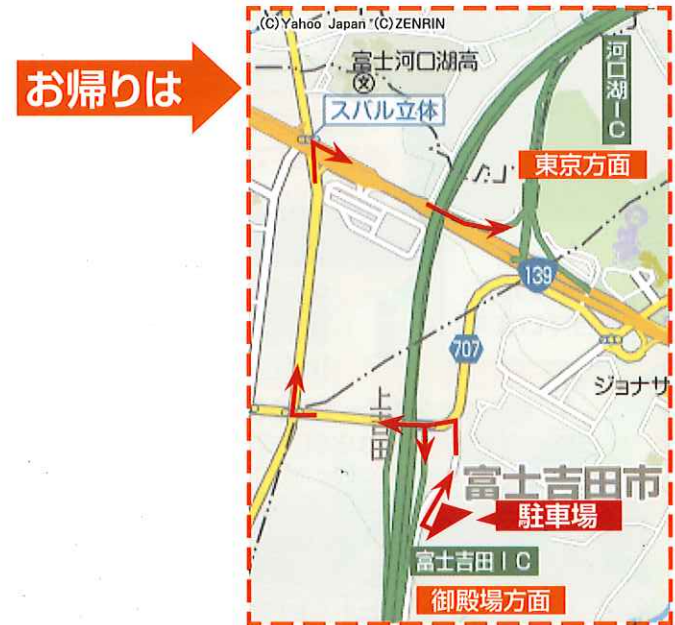 お帰りは
(C)Yahoo Japan "(C)ZENRIN
富士河口湖高
文
スバル立体
河口湖IC
東京方面
139
707
ジョナサ
上吉田
富士吉田市
駐車場
富士吉田IC
御殿場方面